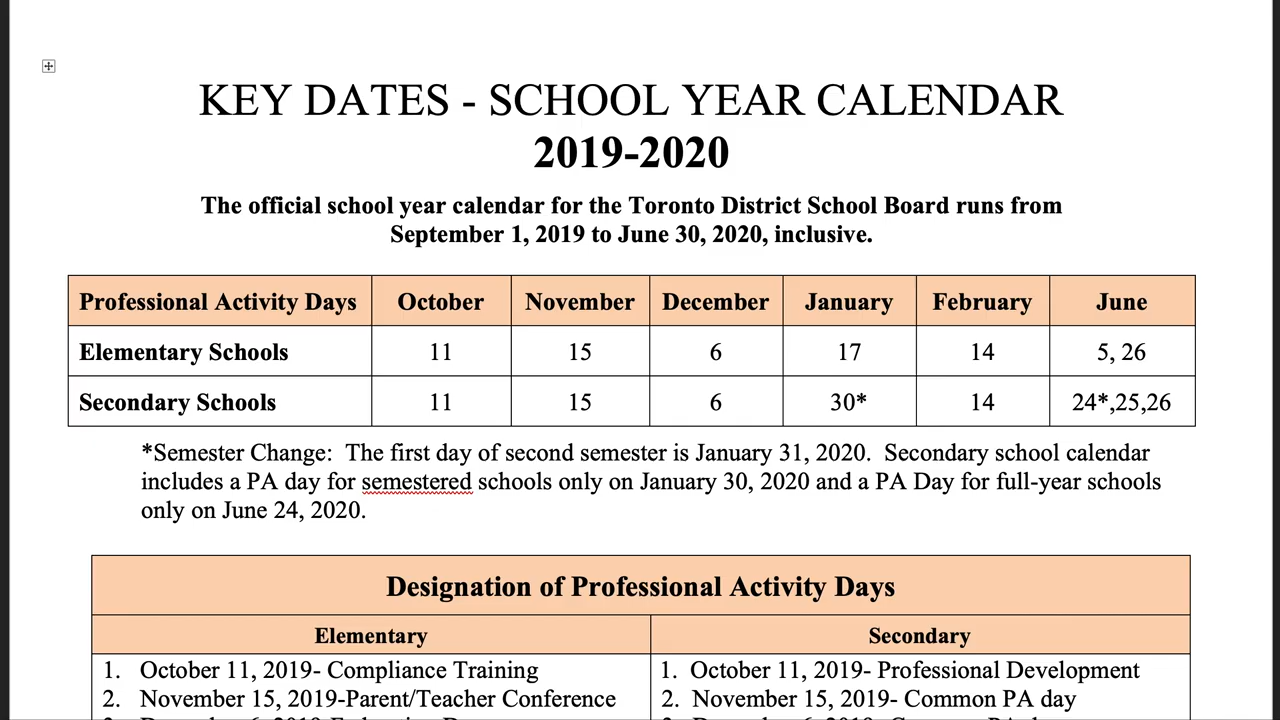 KEY DATES - SCHOOL YEAR CALENDAR
2019-2020
The official school year calendar for the Toronto District School Board runs from
September 1, 2019 to June 30, 2020, inclusive.
Professional Activity Days October November December January February June
Elementary Schools 11 15 6 17 14 5, 26
Secondary Schools 11 15 6 30* 14 24*,25,26
*Semester Change: The first day of second semester is January 31, 2020. Secondary school calendar
includes a PA day for semestered schools only on January 30, 2020 and a PA Day for full-year schools
only on June 24, 2020.
Designation of Professional Activity Days
Elementary Secondary
1. October 11, 2019- Compliance Training 1. October 11, 2019- Professional Development
2. November 15, 2019-Parent/Teacher Conference 2. November 15, 2019- Common PA day